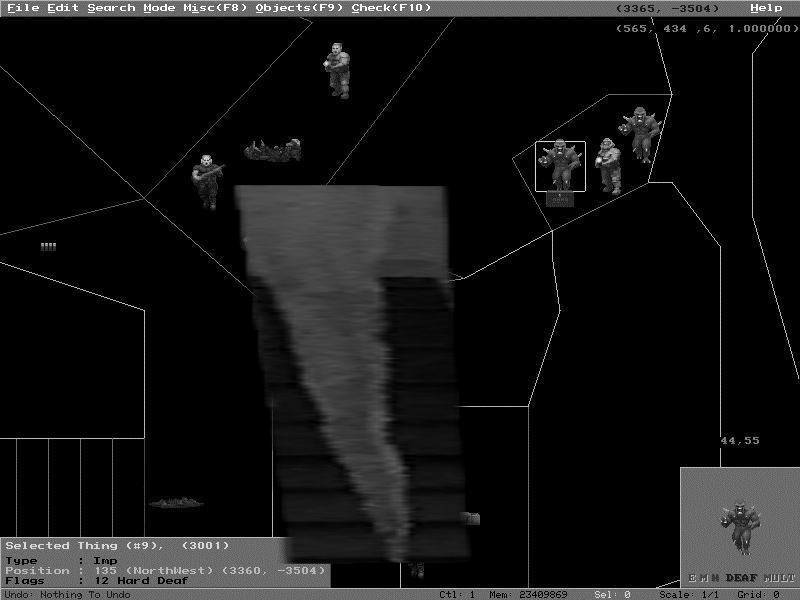 File Edit Search Mode Misc(F8) Objects(F9) Check(F10) (3365, -3504) Help
(565, 434 ,6, 1.000000)
44,55
Selected Thing (#9), (3001)
Type : Imp
Position : 135 (NorthWest) (3360, -3504)
Flags : 12 Hard Deaf
E M H DEAF MULT
Undo: Nothing To Undo Ctl: 1 Mem: 23409869 Sel: 0 Scale: 1/1 Grid: 0